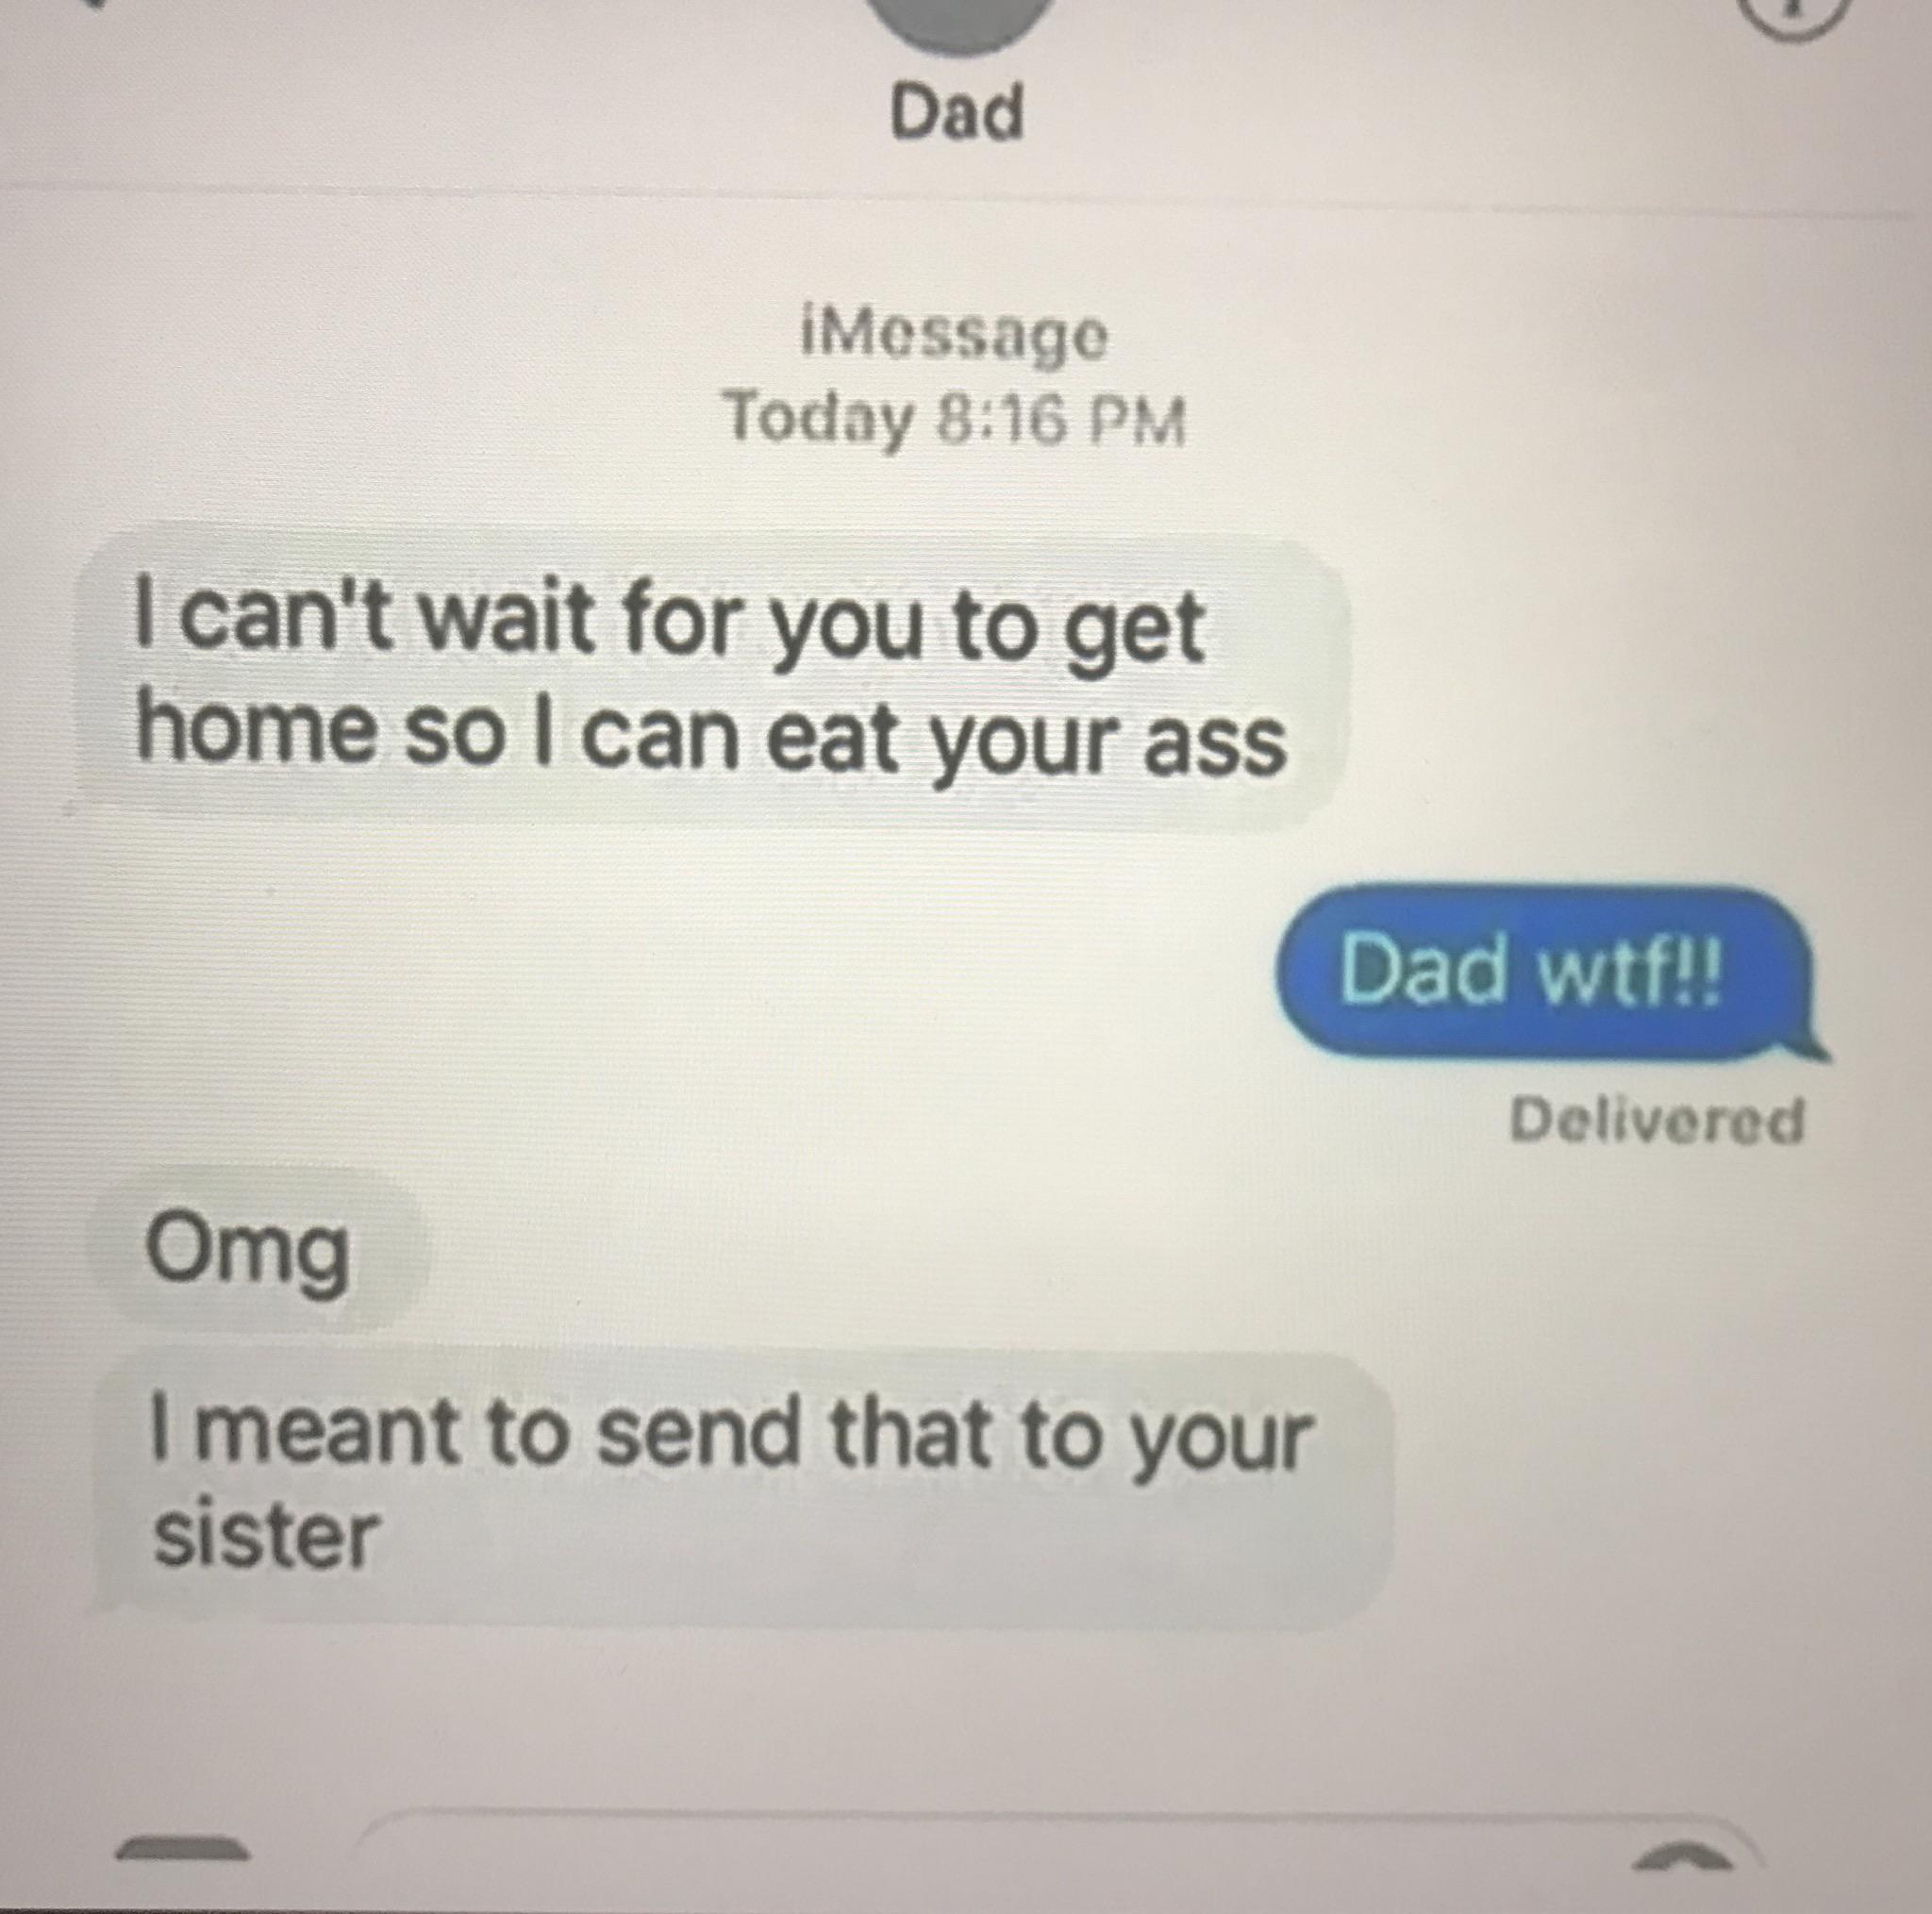 Dad
iMessage
Today 8:16 PM
I can't wait for you to get
home so I can eat your ass
Dad wtf!!
Delivered
Omg
I meant to send that to your
sister